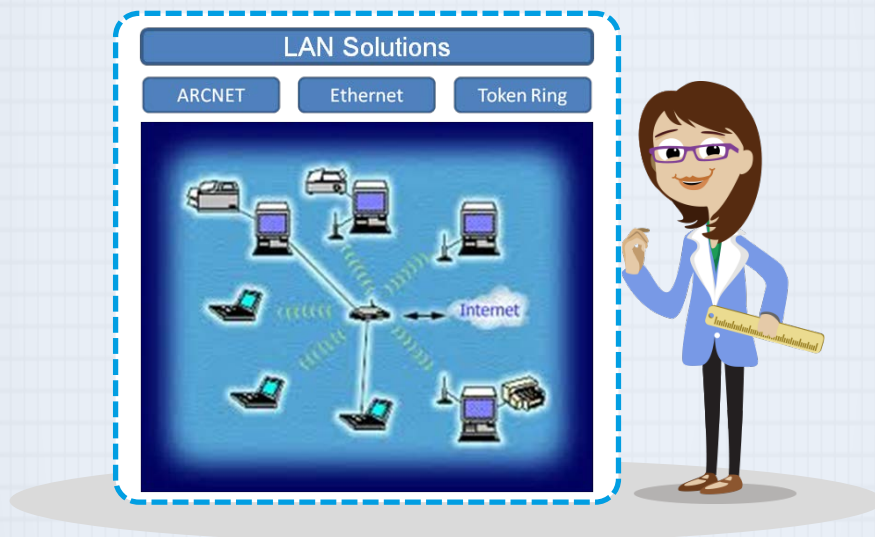 LAN Solutions
ARCNET
Ethernet
Token Ring
Internet